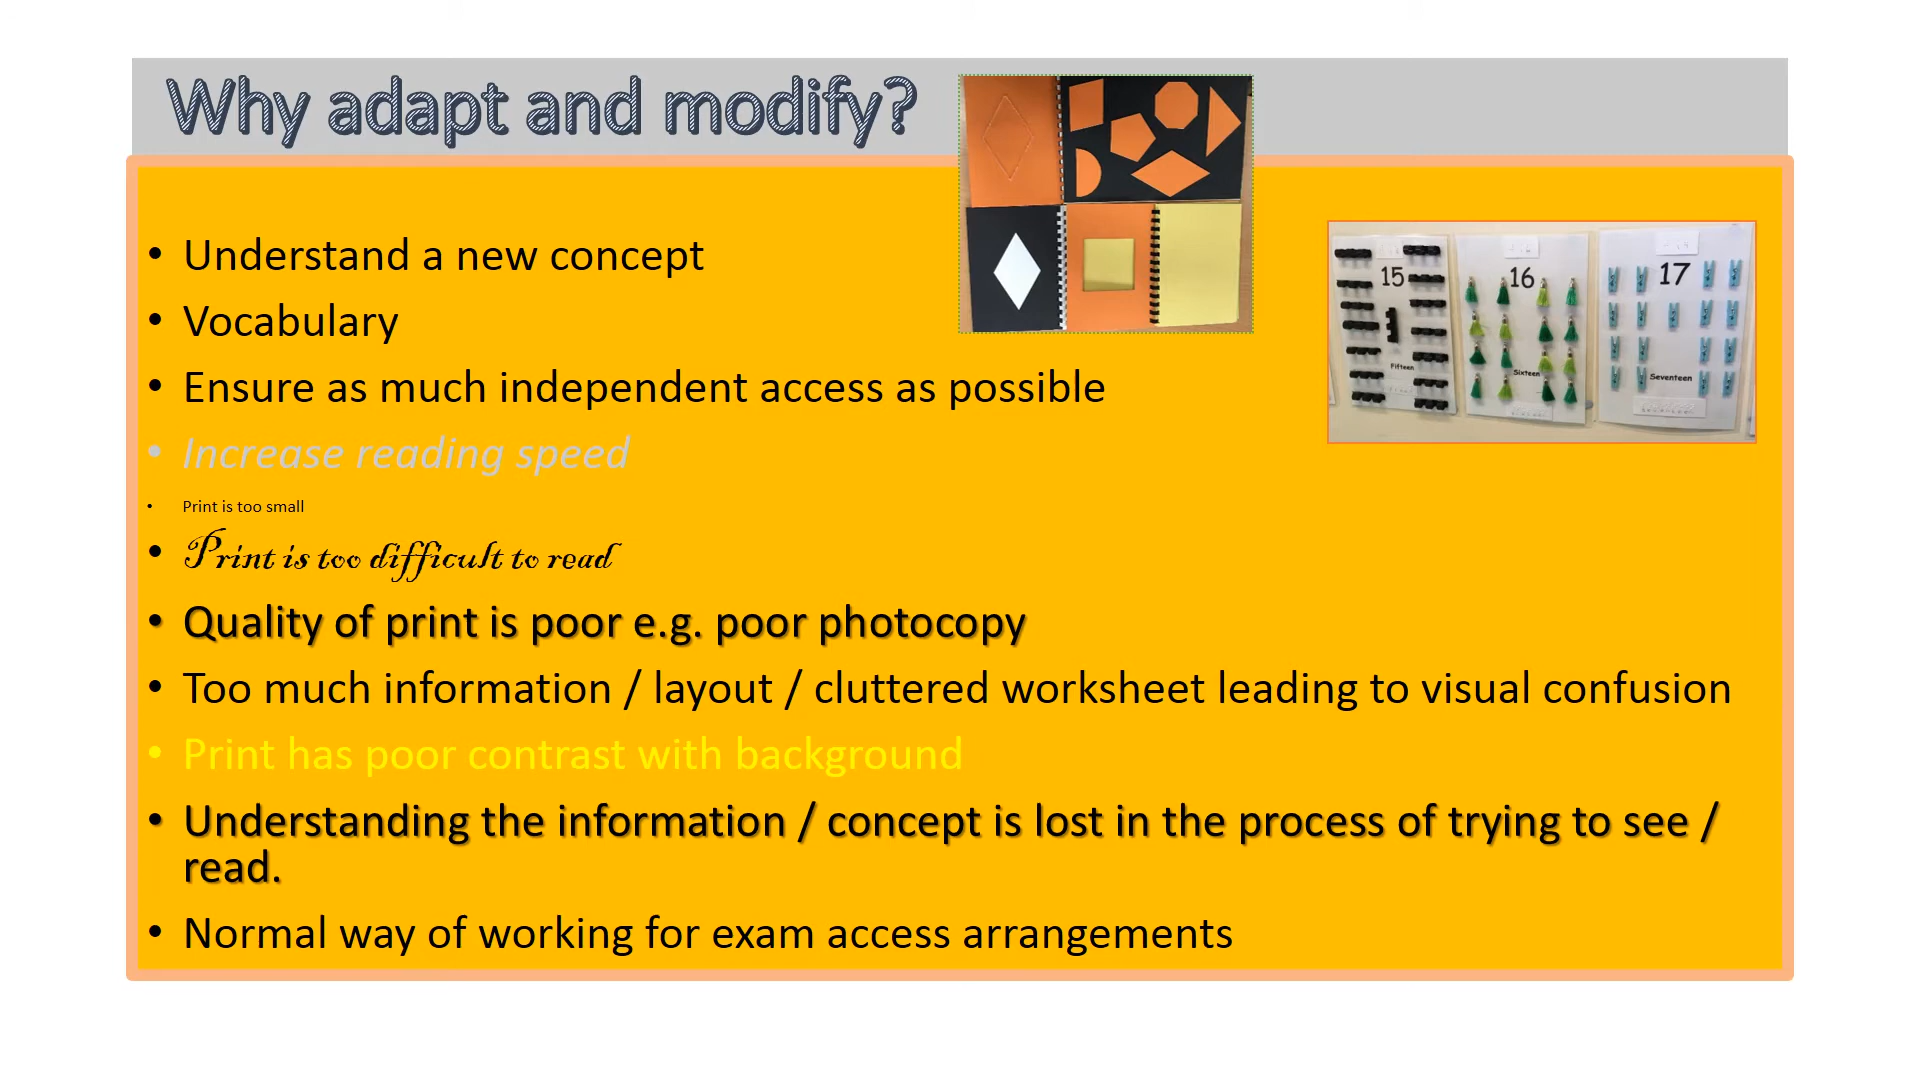 Why adapt and modify?
• Understand a new concept
• Vocabulary
• Ensure as much independent access as possible
• Increase reading speed
• Print is too small
• Print is too difficult to read
• Quality of print is poor e.g. poor photocopy
• Too much information / layout / cluttered worksheet leading to visual confusion
• Print has poor contrast with background
• Understanding the information / concept is lost in the process of trying to see /
read.
• Normal way of working for exam access arrangements
15
Fifteen
16
Sixteen
17
Seventeen